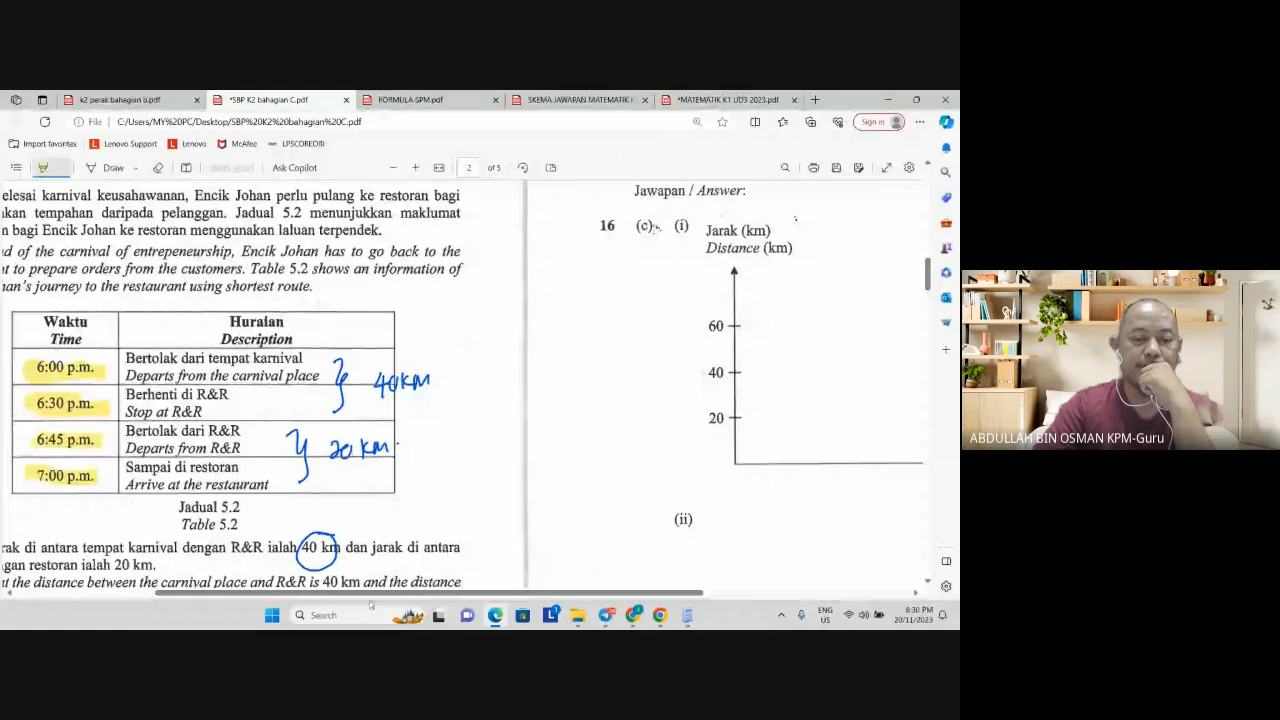 k2 perak bahagian b.pdf
*SBP K2 bahagian C.pdf
FORMULA SPM.pdf
SKEMA JAWAPAN MATEMATIK
*MATEMATIK K1 UD3 2023.pdf
File
C:/Users/MY%20PC/Desktop/SBP%20K2%20bahagian%20C.pdf
Sign in
Import favorites
Lenovo Support
Lenovo
McAfee
LPSCOREDRI
Draw
Ask Copilot
2 of 5
elesai karnival keusahawanan, Encik Johan perlu pulang ke restoran bagi
kan tempahan daripada pelanggan. Jadual 5.2 menunjukkan maklumat
n bagi Encik Johan ke restoran menggunakan laluan terpendek.
d of the carnival of entrepeneurship, Encik Johan has to go back to the
t to prepare orders from the customers. Table 5.2 shows an information of
an's journey to the restaurant using shortest route.
Waktu
Time
Huraian
Description
6:00 p.m.
Bertolak dari tempat karnival
Departs from the carnival place
6:30 p.m.
Berhenti di R&R
Stop at R&R
40 KM
6:45 p.m.
Bertolak dari R&R
Departs from R&R
7:00 p.m.
Sampai di restoran
Arrive at the restaurant
20 KM
Jadual 5.2
Table 5.2
rak di antara tempat karnival dengan R&R ialah 40 km dan jarak di antara
gan restoran ialah 20 km.
t the distance between the carnival place and R&R is 40 km and the distance
Jawapan / Answer:
16 (c) (i) Jarak (km)
Distance (km)
60
40
20
(ii)
ABDULLAH BIN OSMAN KPM-Guru
Search
ENG
US
8:30 PM
20/11/2023